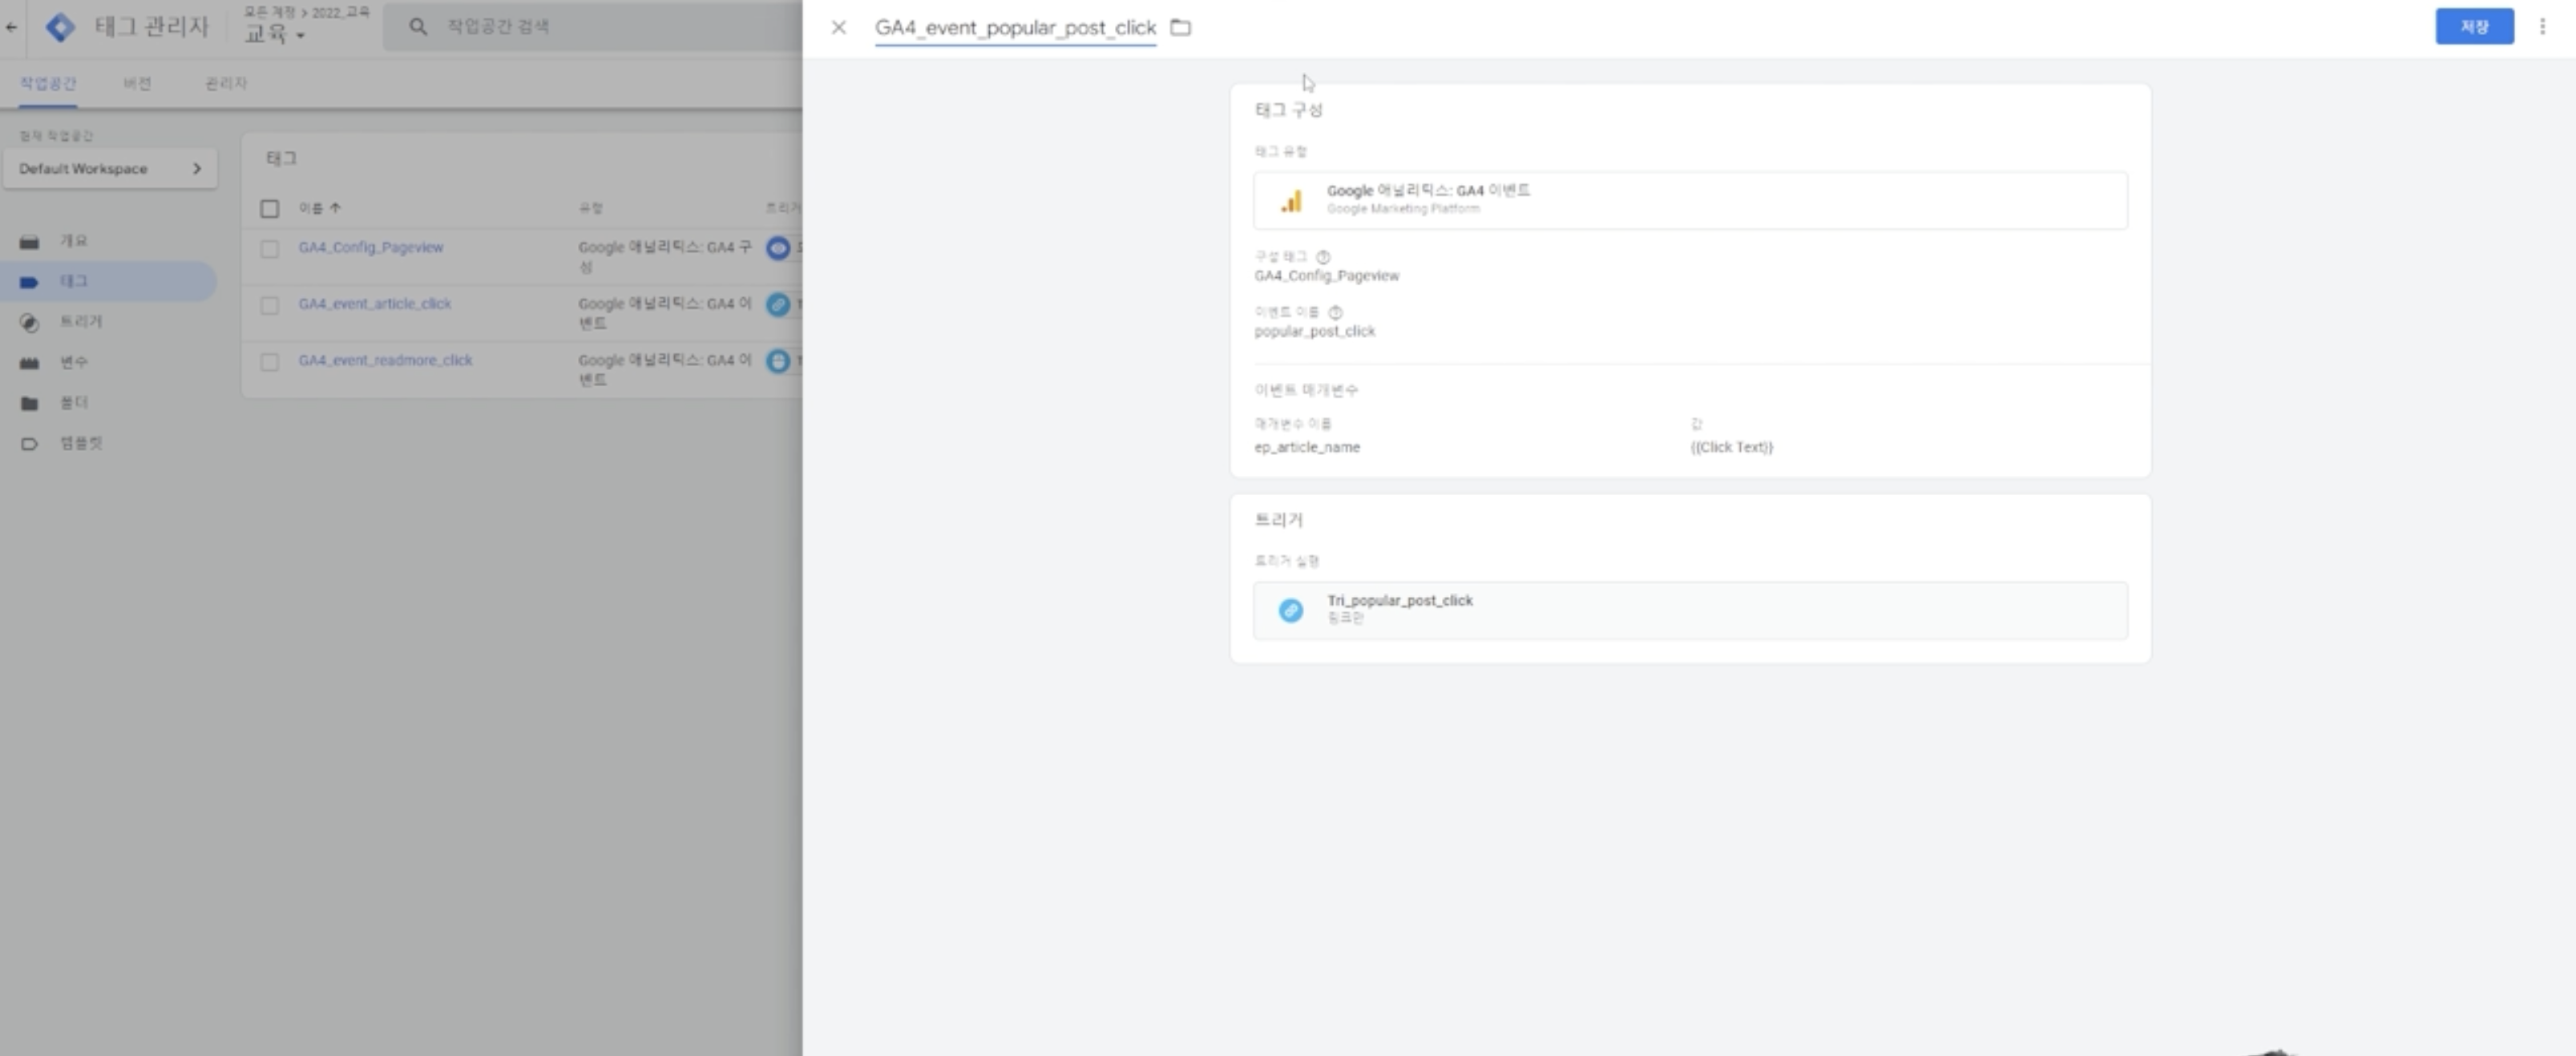 태그 관리자
모든 계정 > 2022_교육
교육
작업공간 검색
작업공간
버전
관리자
현재 작업공간
Default Workspace
개요
태그
트리거
변수
폴더
템플릿
태그
이름
유형
트리거
GA4_Config_Pageview
Google 애널리틱스: GA4 구
성
GA4_event_article_click
Google 애널리틱스: GA4 이
벤트
GA4_event_readmore_click
Google 애널리틱스: GA4 이
벤트
GA4_event_popular_post_click
저장
태그 구성
태그 유형
Google 애널리틱스: GA4 이벤트
Google Marketing Platform
구성 태그
GA4_Config_Pageview
이벤트 이름
popular_post_click
이벤트 매개변수
매개변수 이름
값
ep_article_name
{{Click Text}}
트리거
트리거 실행
Tri_popular_post_click
링크만